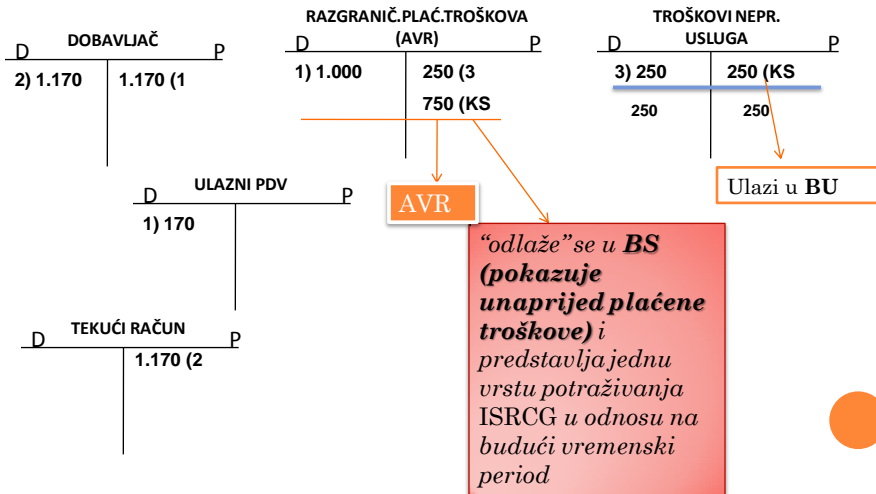 DOBAVLJAČ
D P
2) 1.170 1.170 (1
RAZGRANIČ.PLAĆ.TROŠKOVA
(AVR)
D P
1) 1.000 250 (3
750 (KS
TROŠKOVI NEPR.
USLUGA
D P
3) 250 250 (KS
250 250
ULAZNI PDV
D P
1) 170
AVR
Ulazi u BU
“odlaže”se u BS
(pokazuje
unaprijed plaćene
troškove) i
predstavlja jednu
vrstu potraživanja
ISRCG u odnosu na
budući vremenski
period
TEKUĆI RAČUN
D P
1.170 (2